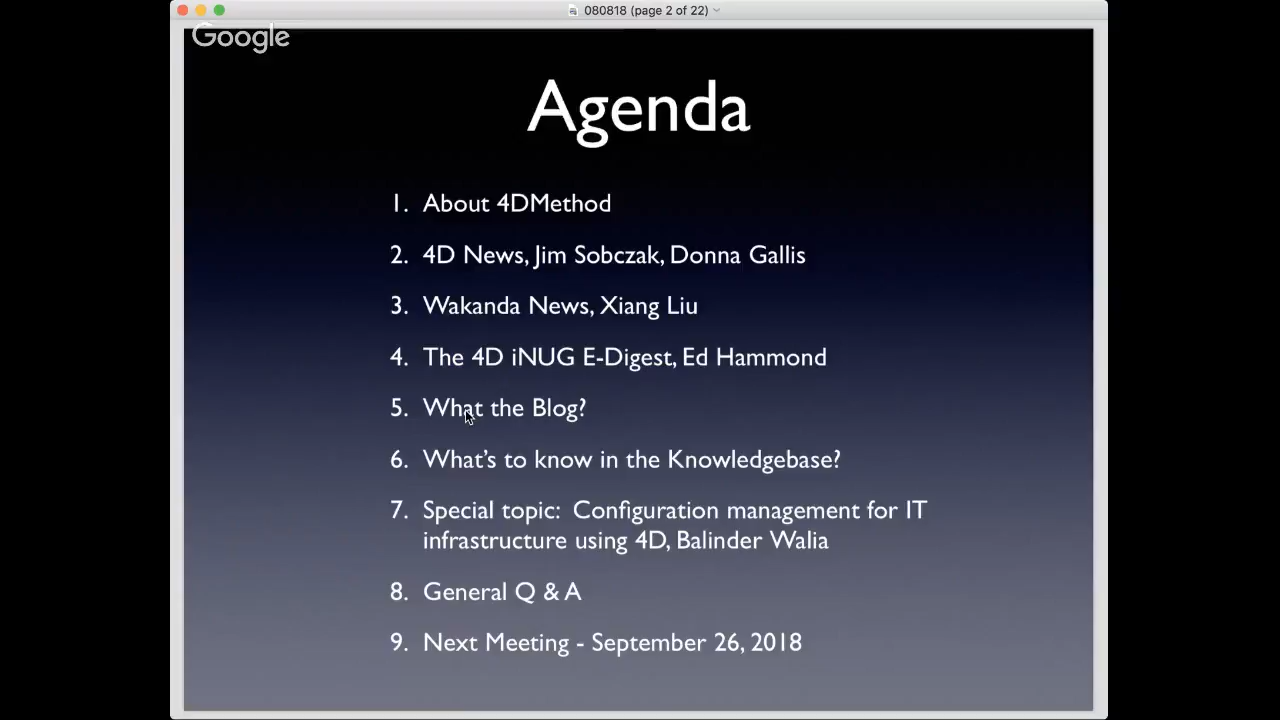 080818 (page 2 of 22)
Google
Agenda
1. About 4DMethod
2. 4D News, Jim Sobczak, Donna Gallis
3. Wakanda News, Xiang Liu
4. The 4D iNUG E-Digest, Ed Hammond
5. What the Blog?
6. What's to know in the Knowledgebase?
7. Special topic:  Configuration management for IT
infrastructure using 4D, Balinder Walia
8. General Q & A
9. Next Meeting - September 26, 2018